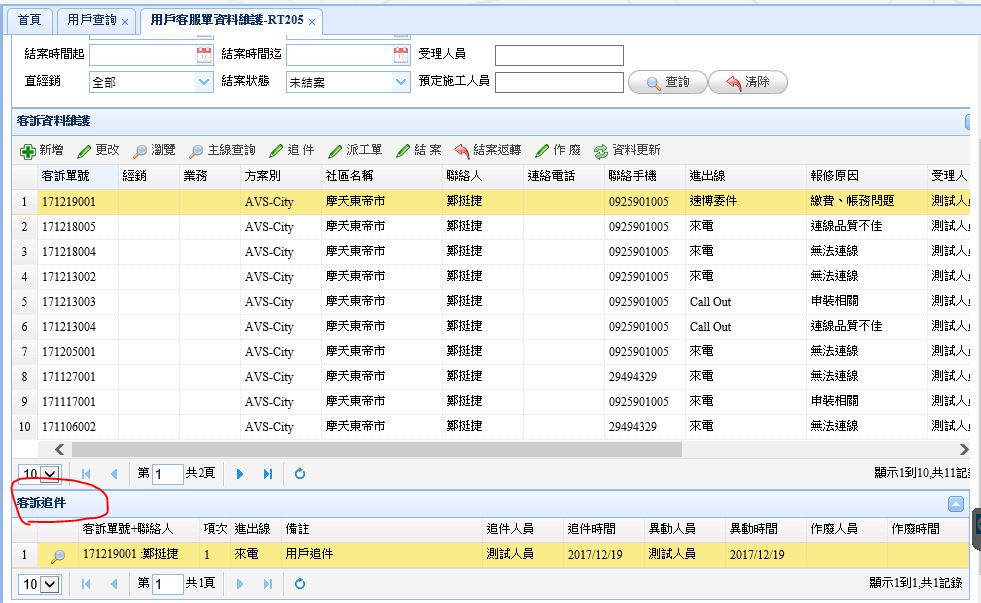 首頁 用戶查詢 × 用戶客服單資料維護-RT205 ×
結案時間起 結案時間迄 受理人員
直經銷 全部 結案狀態 未結案 預定施工人員 查詢 清除
客訴資料維護
新增 更改 瀏覽 主線查詢 追 件 派工單 結 案 結案返轉 作 廢 資料更新
客訴單號 經銷 業務 方案別 社區名稱 聯絡人 連絡電話 聯絡手機 進出線 報修原因 受理人
1 171219001 AVS-City 摩天東帝市 鄭挺捷 0925901005 速博委件 繳費、帳務問題 測試人
2 171218005 AVS-City 摩天東帝市 鄭挺捷 0925901005 來電 連線品質不佳 測試人
3 171218004 AVS-City 摩天東帝市 鄭挺捷 0925901005 來電 無法連線 測試人
4 171213002 AVS-City 摩天東帝市 鄭挺捷 0925901005 來電 無法連線 測試人
5 171213003 AVS-City 摩天東帝市 鄭挺捷 0925901005 Call Out 申裝相關 測試人
6 171213004 AVS-City 摩天東帝市 鄭挺捷 0925901005 Call Out 連線品質不佳 測試人
7 171205001 AVS-City 摩天東帝市 鄭挺捷 0925901005 來電 無法連線 測試人
8 171127001 AVS-City 摩天東帝市 鄭挺捷 29494329 來電 無法連線 測試人
9 171117001 AVS-City 摩天東帝市 鄭挺捷 0925901005 來電 申裝相關 測試人
10 171106002 AVS-City 摩天東帝市 鄭挺捷 29494329 來電 無法連線 測試人
10 第 1 共2頁 顯示1到10,共11記
客訴追件
客訴單號+聯絡人 項次 進出線 備註 追件人員 追件時間 異動人員 異動時間 作廢人員 作廢時間
1 171219001 :鄭挺捷 1 來電 用戶追件 測試人員 2017/12/19 測試人員 2017/12/19
10 第 1 共1頁 顯示1到1,共1記錄